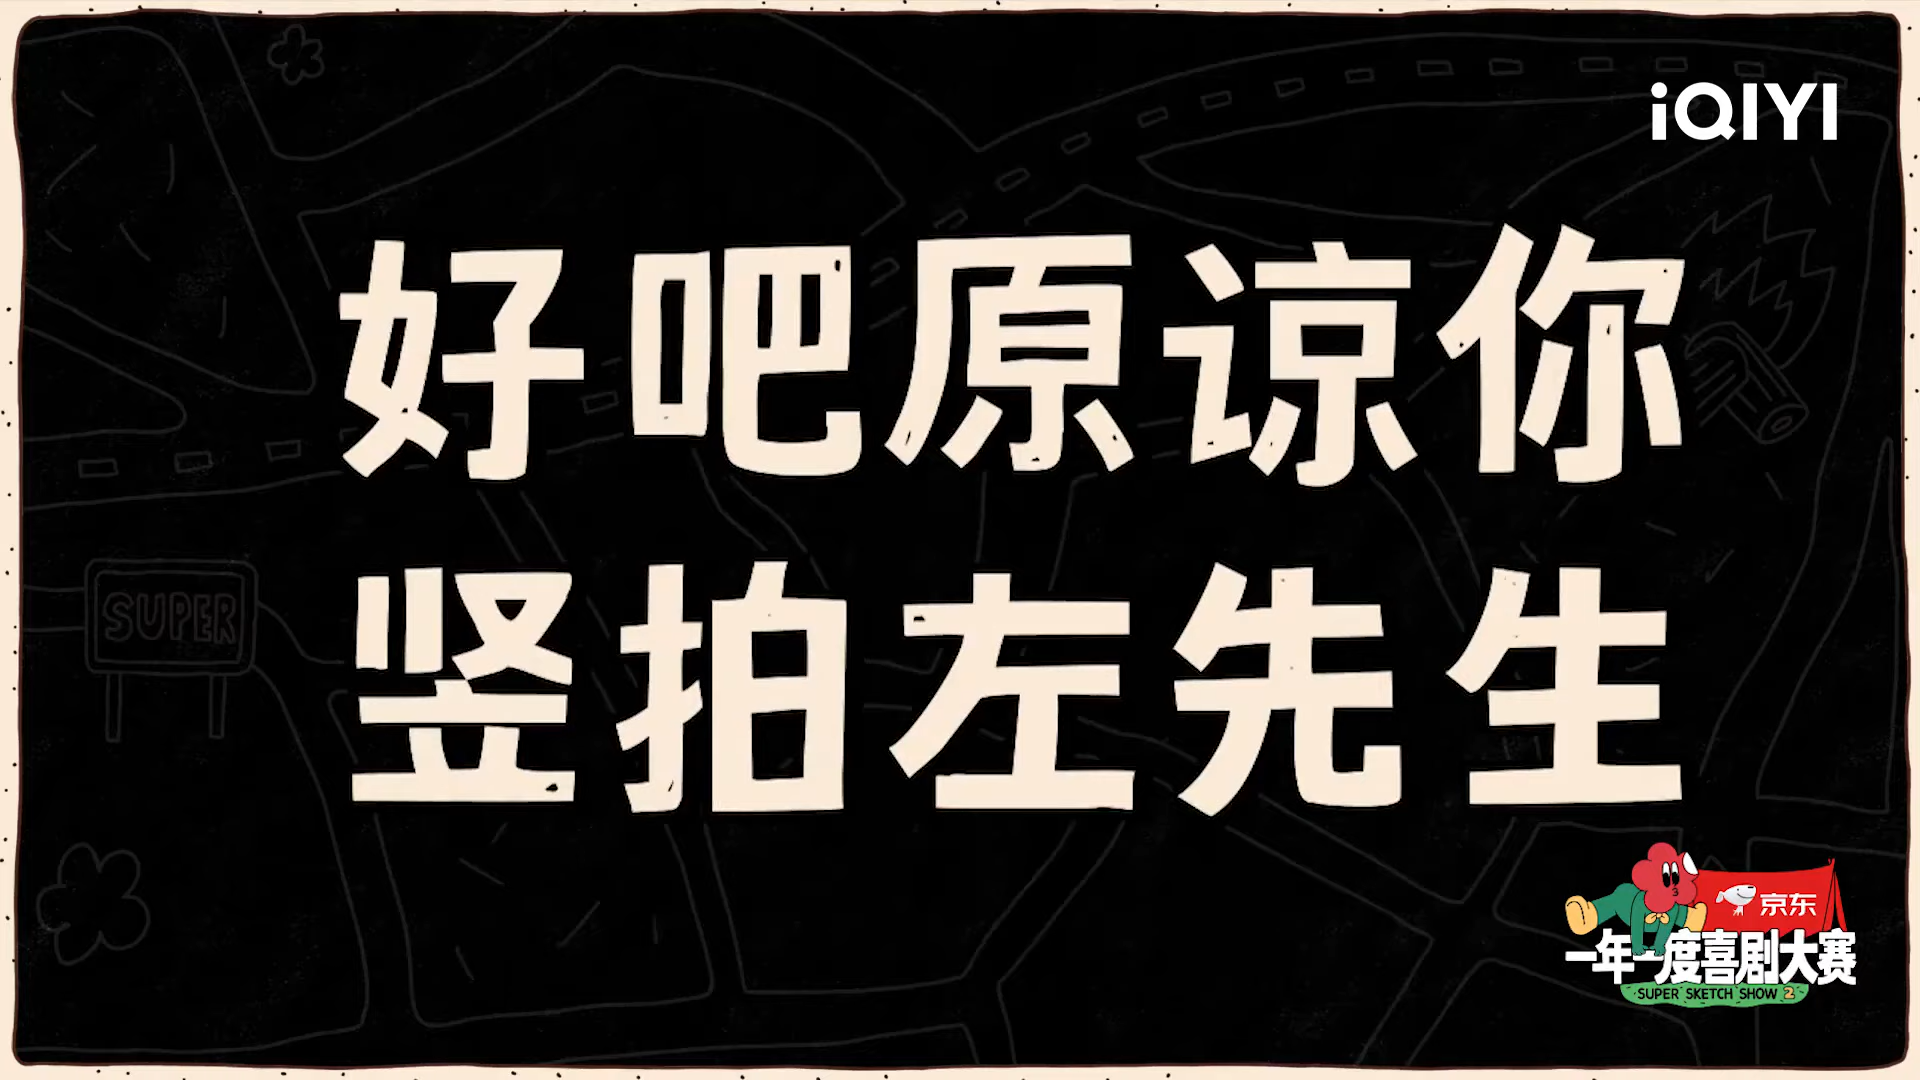 iQIYI
好吧原谅你
SUPER
竖拍左先生
京东
一年一度喜剧大赛
SUPER SKETCH SHOW 2